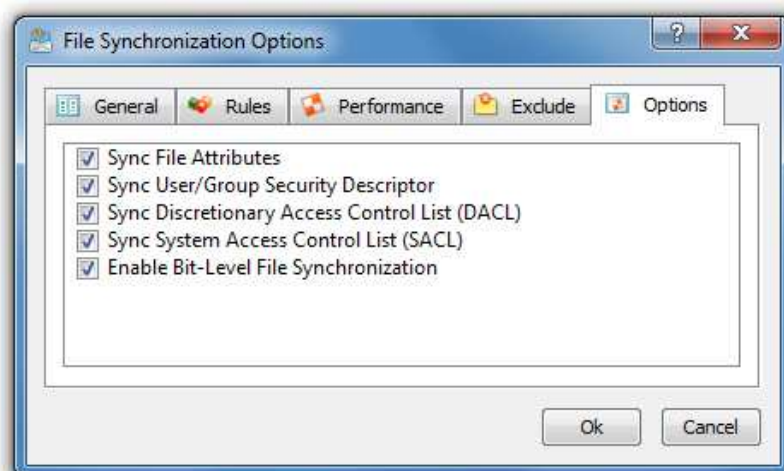 File Synchronization Options
?
X
General Rules Performance Exclude Options
Sync File Attributes
Sync User/Group Security Descriptor
Sync Discretionary Access Control List (DACL)
Sync System Access Control List (SACL)
Enable Bit-Level File Synchronization
Ok Cancel